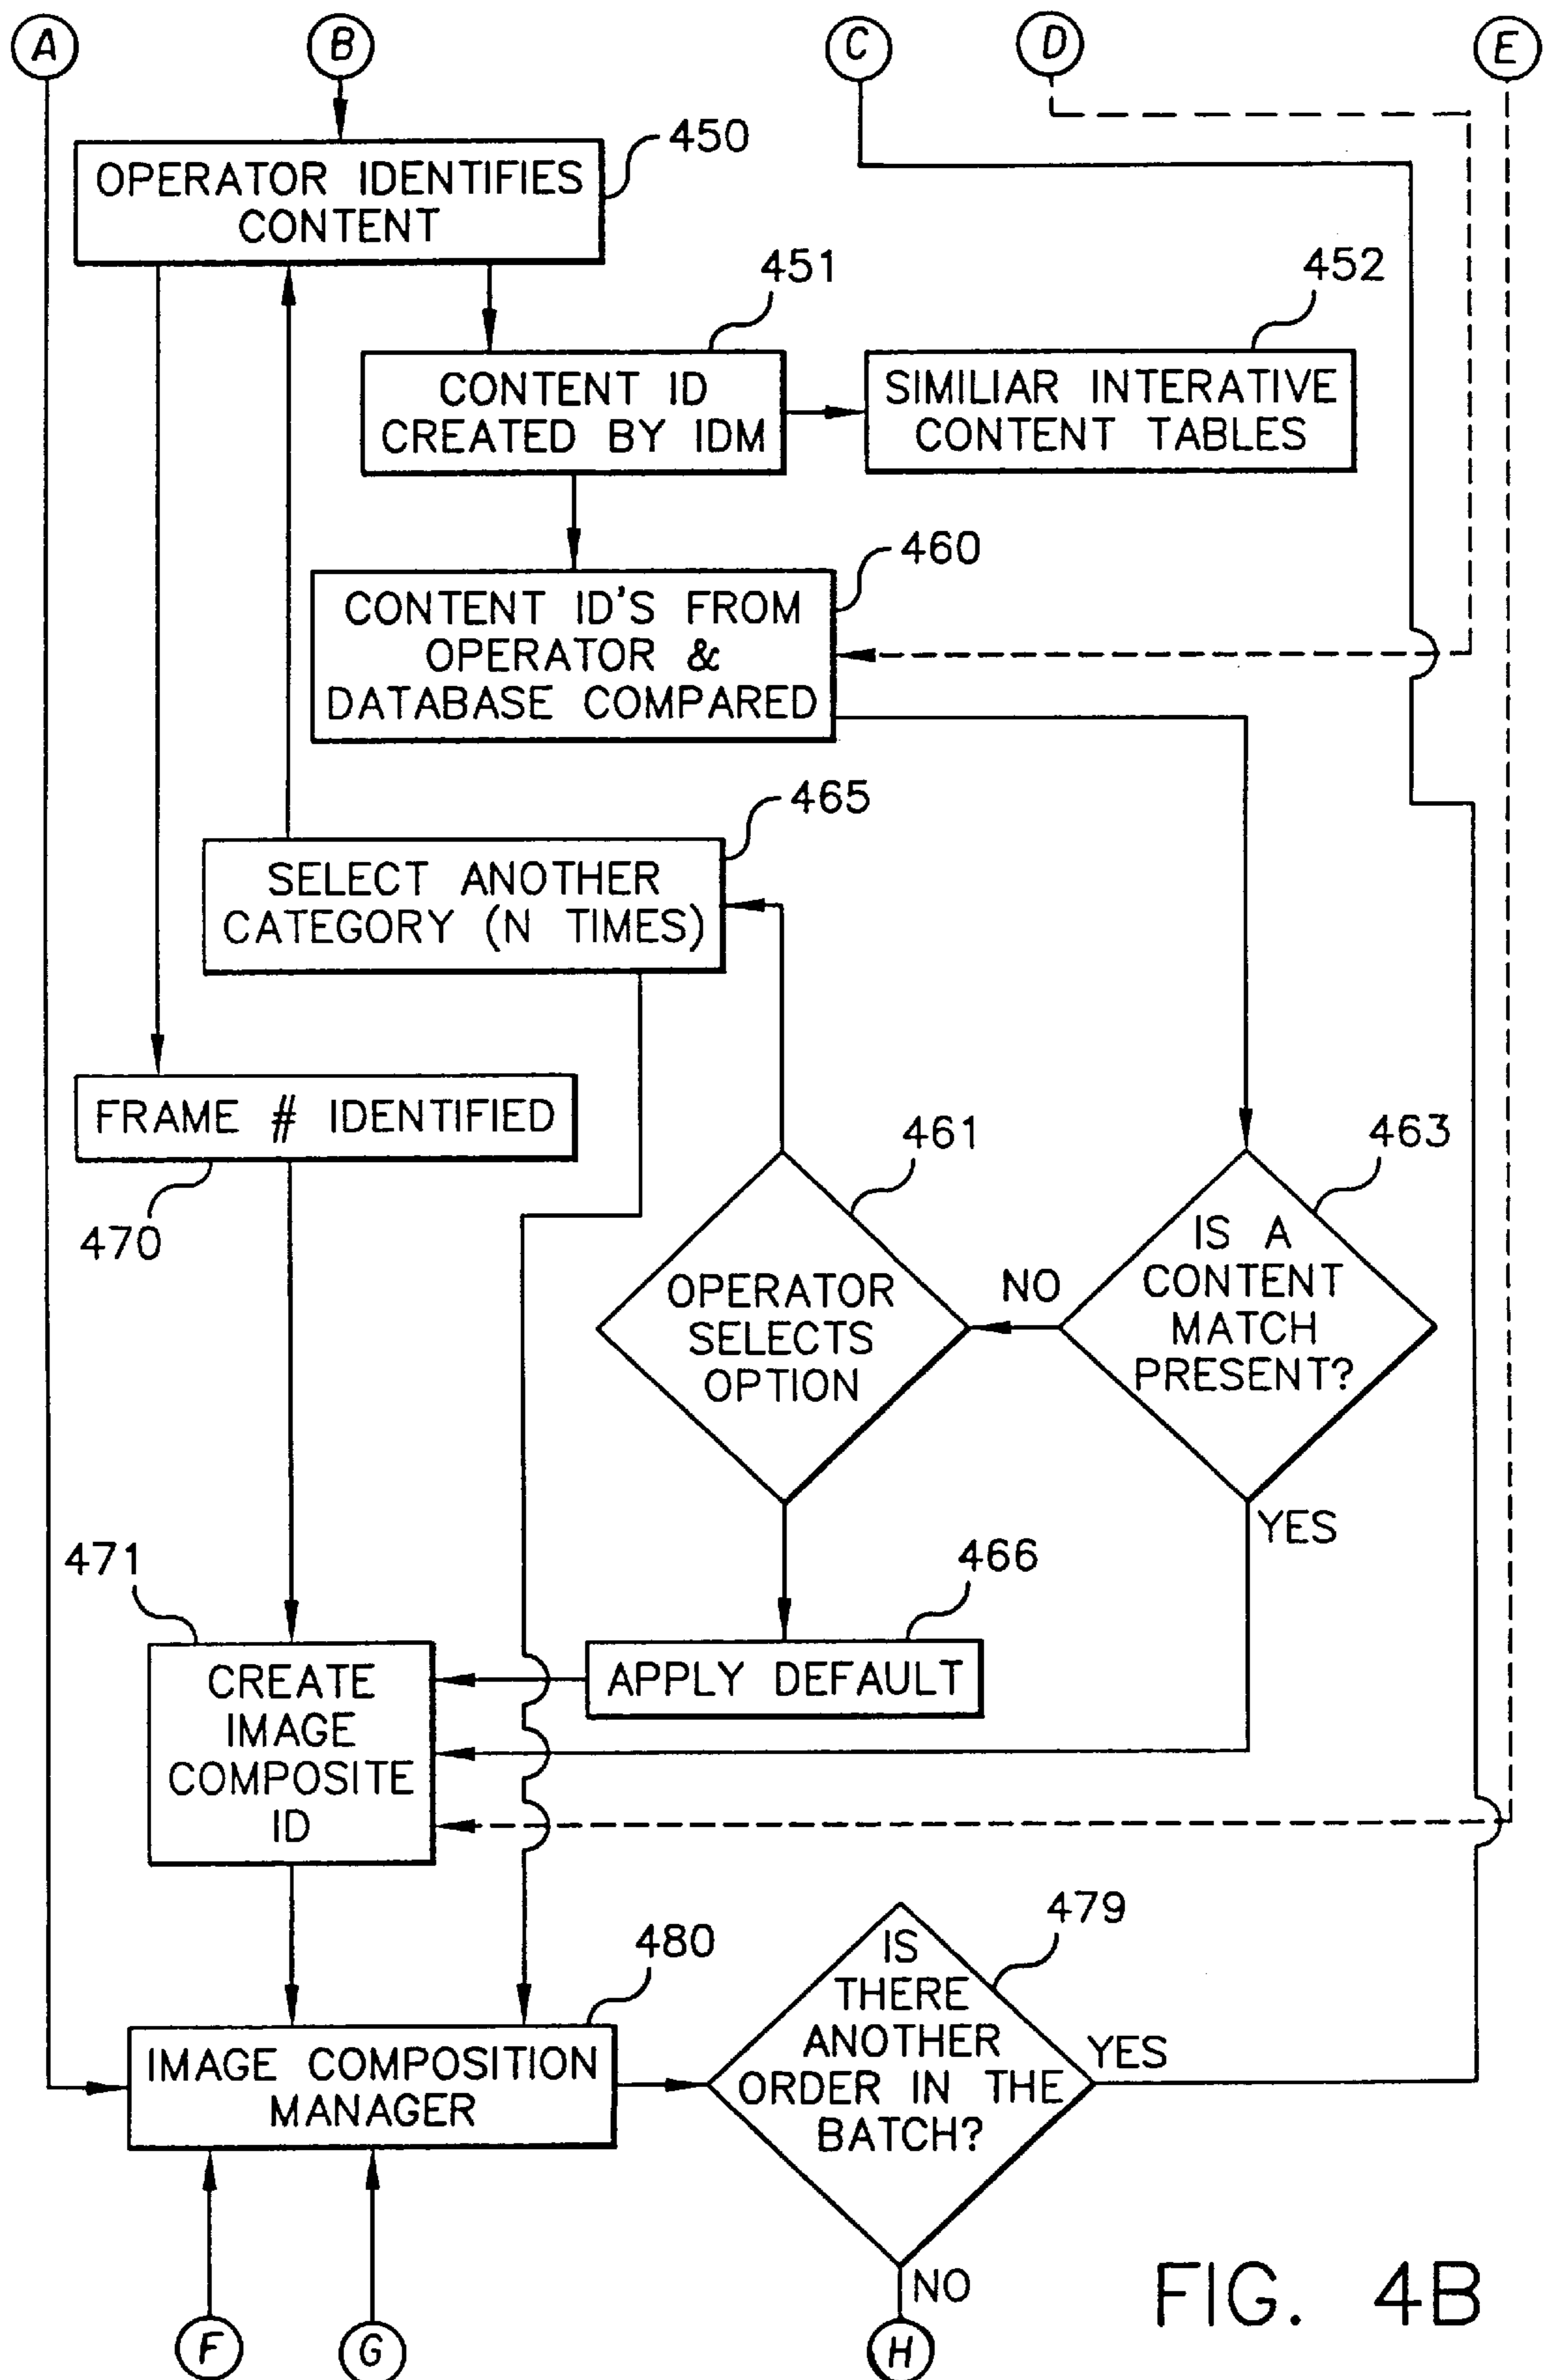 A
B
C
D
E
450
OPERATOR IDENTIFIES
CONTENT
451
452
CONTENT ID
CREATED BY IDM
SIMILIAR INTERATIVE
CONTENT TABLES
460
CONTENT ID'S FROM
OPERATOR &
DATABASE COMPARED
465
SELECT ANOTHER
CATEGORY (N TIMES)
FRAME # IDENTIFIED
470
461
463
OPERATOR
SELECTS
OPTION
NO
IS A
CONTENT
MATCH
PRESENT?
YES
471
466
CREATE
IMAGE
COMPOSITE
ID
APPLY DEFAULT
480
479
IMAGE COMPOSITION
MANAGER
IS
THERE
ANOTHER
ORDER IN THE
BATCH?
YES
NO
F
G
H
FIG. 4B